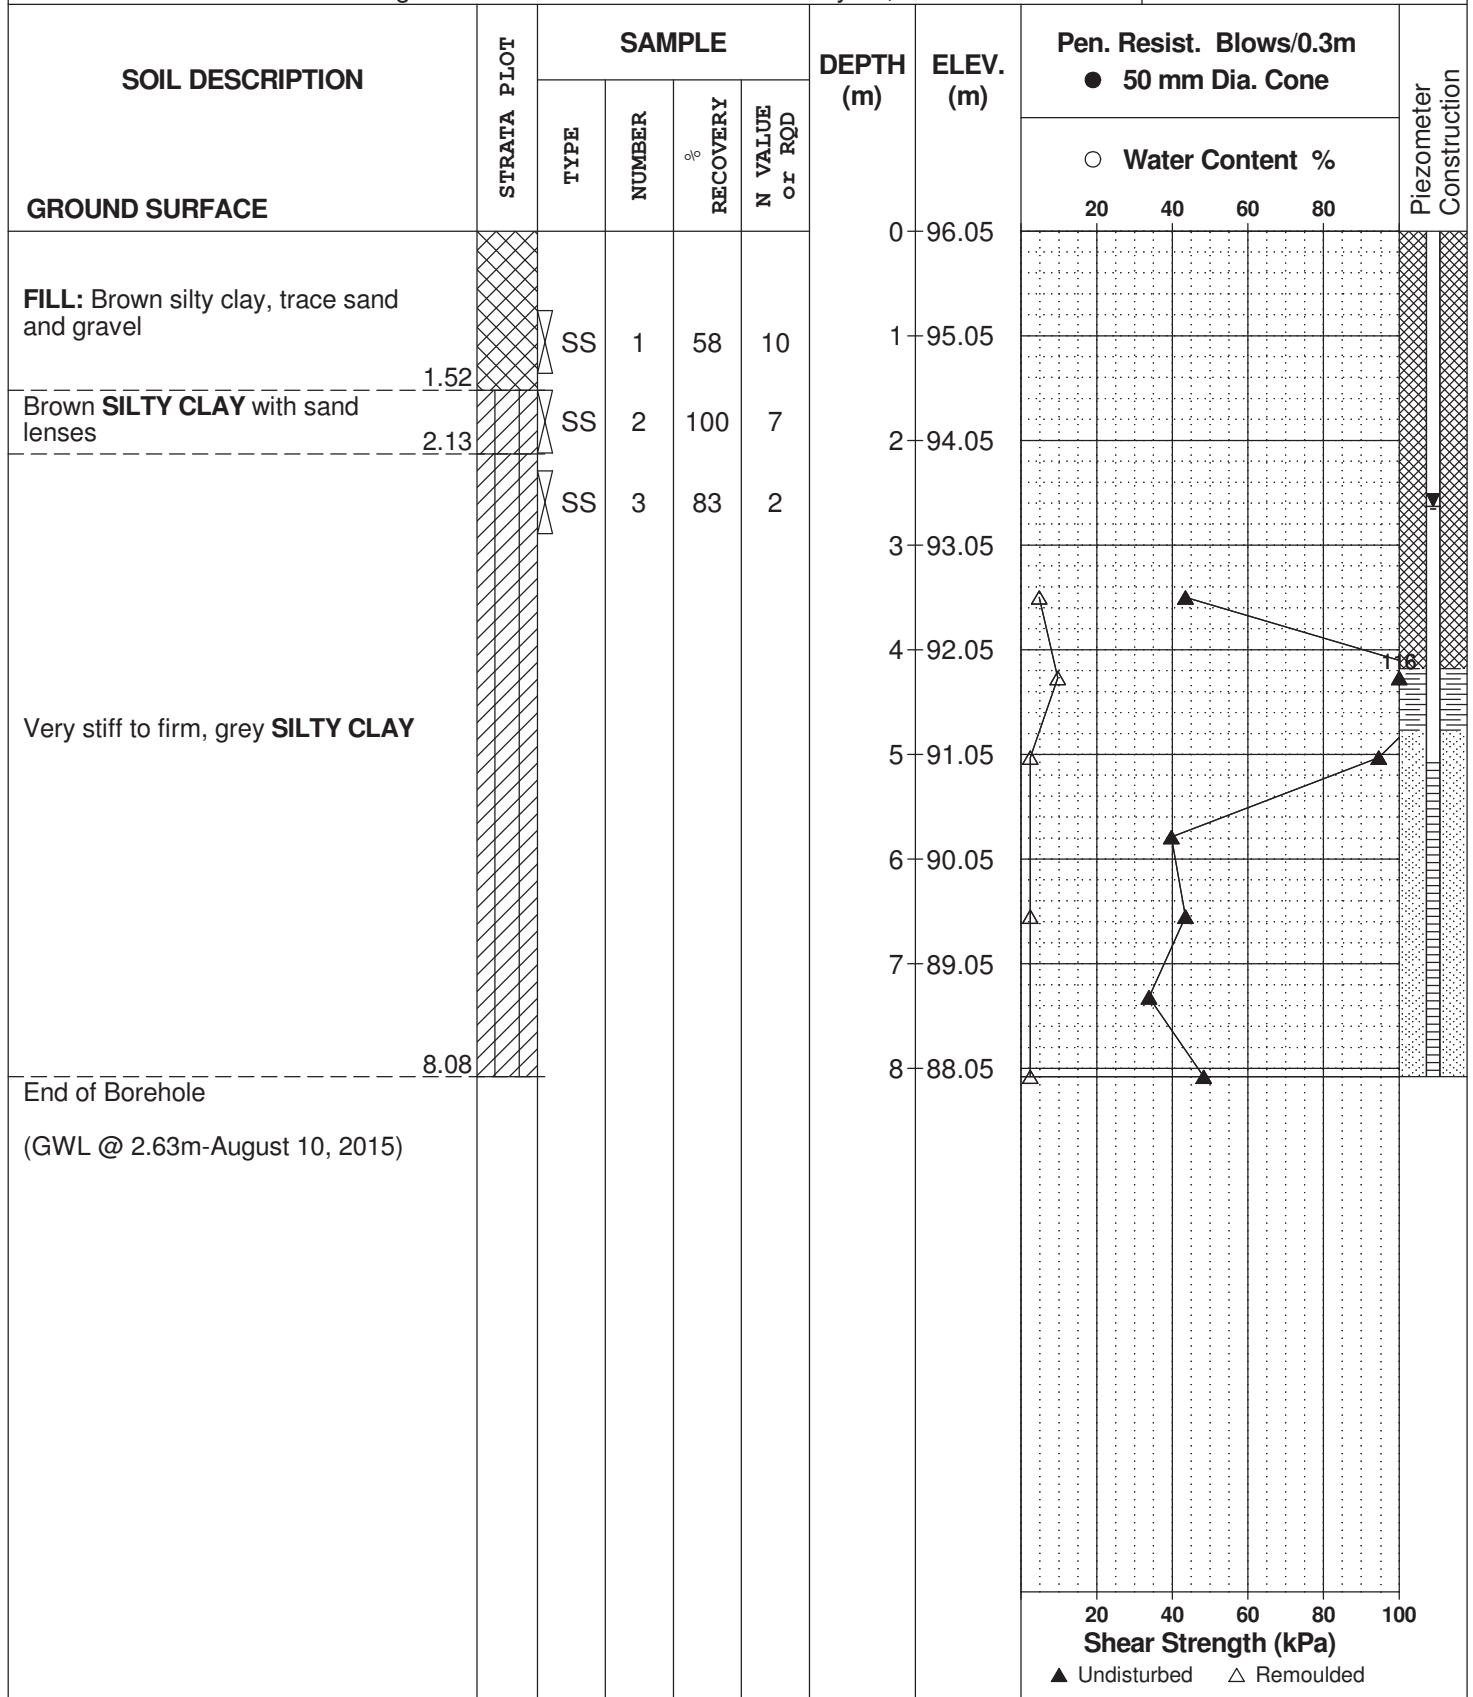 SOIL DESCRIPTION
GROUND SURFACE
STRATA PLOT
SAMPLE
TYPE
NUMBER
%
RECOVERY
N VALUE
or RQD
DEPTH
(m)
ELEV.
(m)
Pen. Resist. Blows/0.3m
● 50 mm Dia. Cone
○ Water Content %
20 40 60 80
Piezometer
Construction
0 96.05
FILL: Brown silty clay, trace sand
and gravel
SS 1 58 10
1 95.05
1.52
Brown SILTY CLAY with sand
lenses
SS 2 100 7
2.13
2 94.05
SS 3 83 2
3 93.05
4 92.05
116
Very stiff to firm, grey SILTY CLAY
5 91.05
6 90.05
7 89.05
8.08
8 88.05
End of Borehole
(GWL @ 2.63m-August 10, 2015)
20 40 60 80 100
Shear Strength (kPa)
▲ Undisturbed △ Remoulded